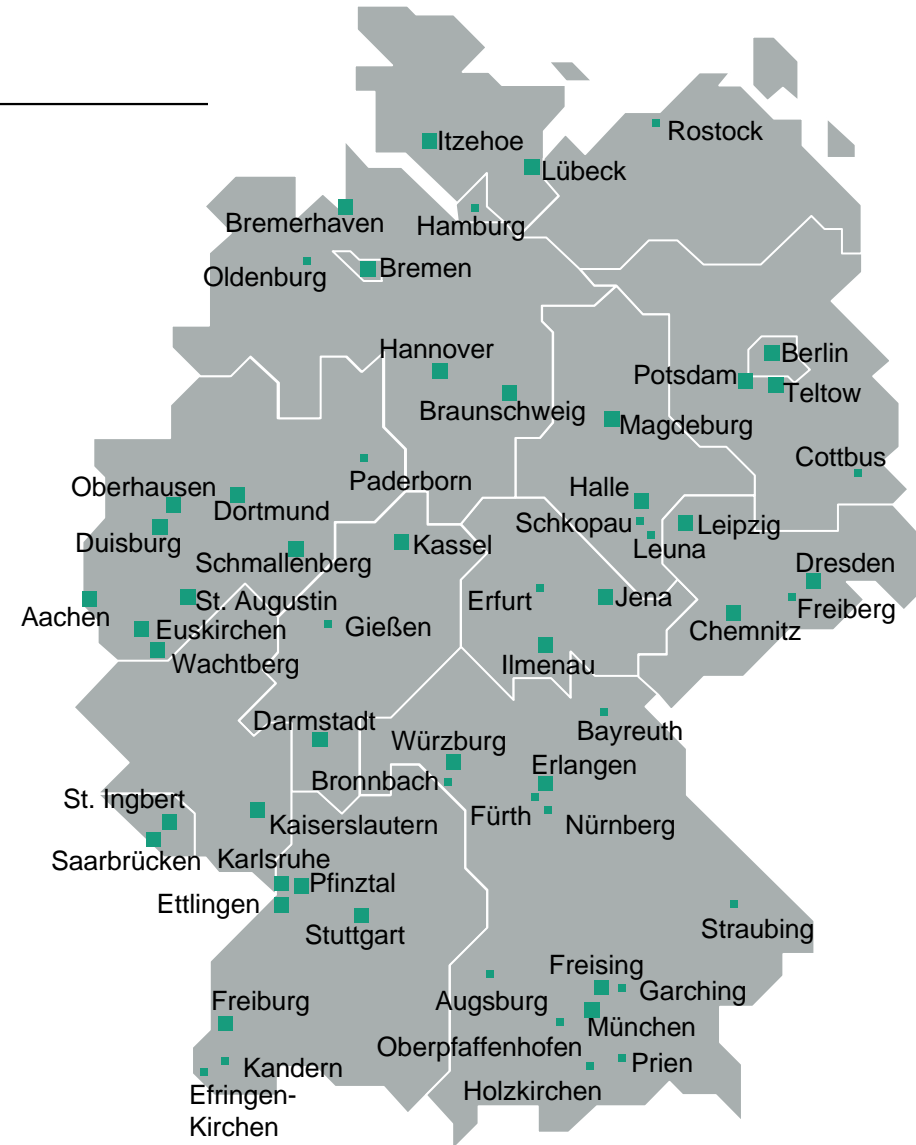 Rostock
Itzehoe
Lübeck
Bremerhaven
Hamburg
Oldenburg
Bremen
Hannover
Berlin
Potsdam
Teltow
Braunschweig
Magdeburg
Cottbus
Paderborn
Oberhausen
Halle
Dortmund
Schkopau
Leipzig
Duisburg
Kassel
Leuna
Schmallenberg
Dresden
St. Augustin
Erfurt
Jena
Freiberg
Aachen
Euskirchen
Gießen
Chemnitz
Wachtberg
Ilmenau
Darmstadt
Bayreuth
Würzburg
Erlangen
Bronnbach
St. Ingbert
Fürth
Kaiserslautern
Nürnberg
Saarbrücken
Karlsruhe
Pfinztal
Ettlingen
Straubing
Stuttgart
Freising
Garching
Augsburg
Freiburg
München
Oberpfaffenhofen
Prien
Kandern
Holzkirchen
Efringen-
Kirchen